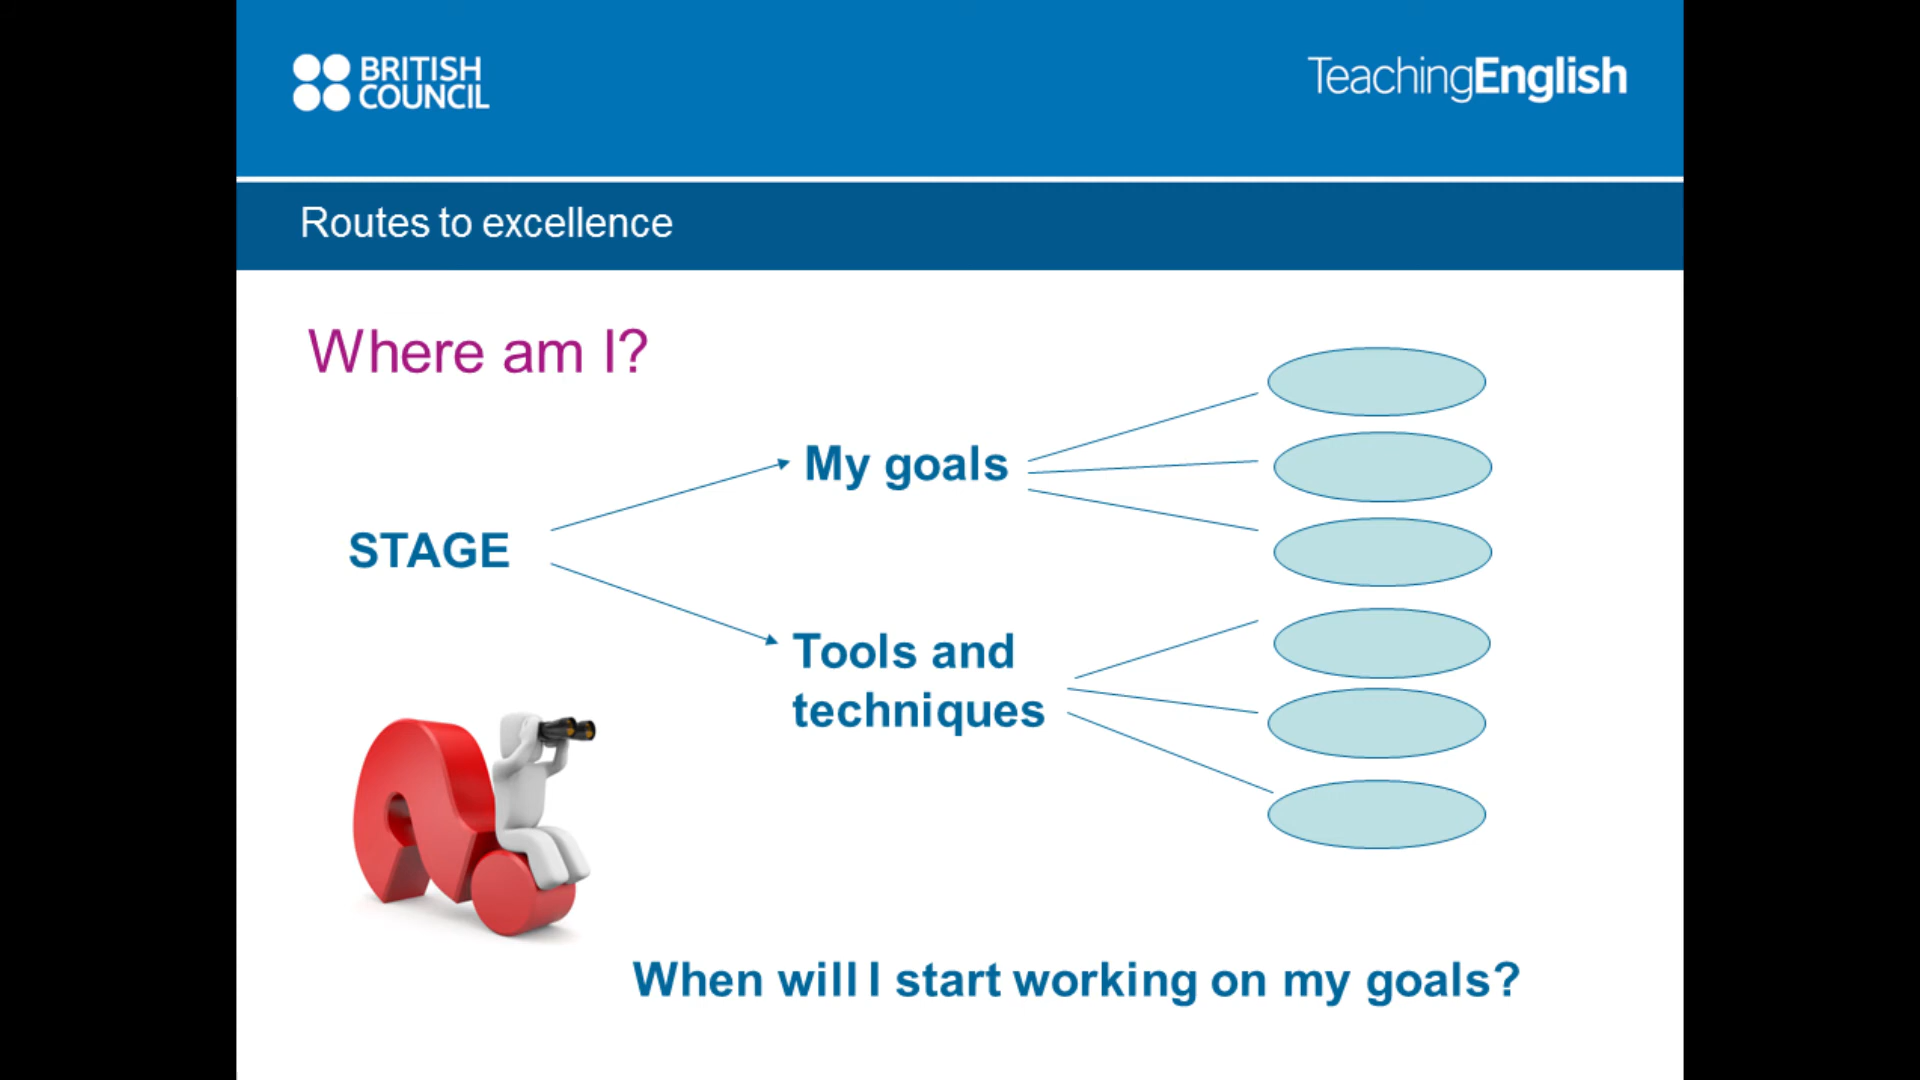 BRITISH
COUNCIL
TeachingEnglish
Routes to excellence
Where am I?
My goals
STAGE
Tools and
techniques
When will I start working on my goals?